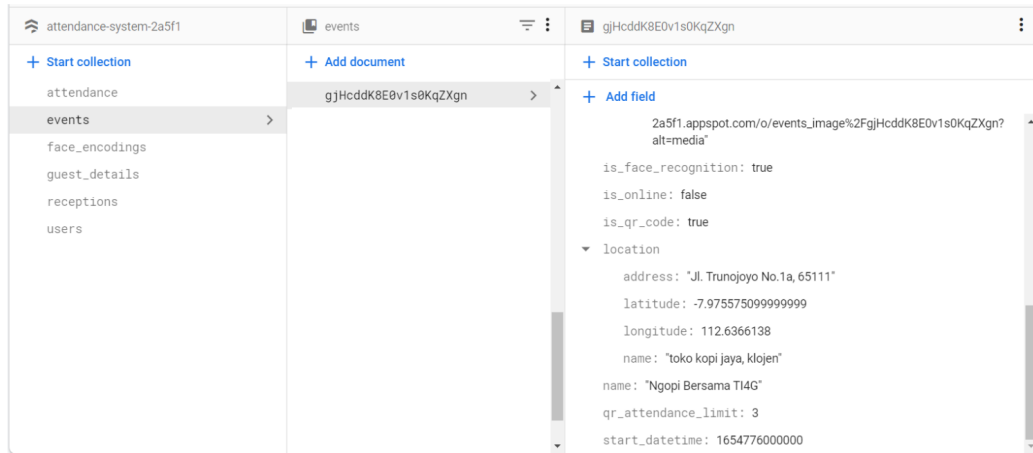 attendance-system-2a5f1
Start collection
attendance
events
face_encodings
guest_details
receptions
users
events
Add document
gjHcddK8E0v1s0KqZXgn
gjHcddK8E0v1s0KqZXgn
Start collection
Add field
2a5f1.appspot.com/o/events_image%2FgjHcddK8E0v1s0KqZXgn?
alt=media"
is_face_recognition: true
is_online: false
is_qr_code: true
location
address: "Jl. Trunojoyo No.1a, 65111"
latitude: -7.975575099999999
longitude: 112.6366138
name: "toko kopi jaya, klojen"
name: "Ngopi Bersama TI4G"
qr_attendance_limit: 3
start_datetime: 1654776000000